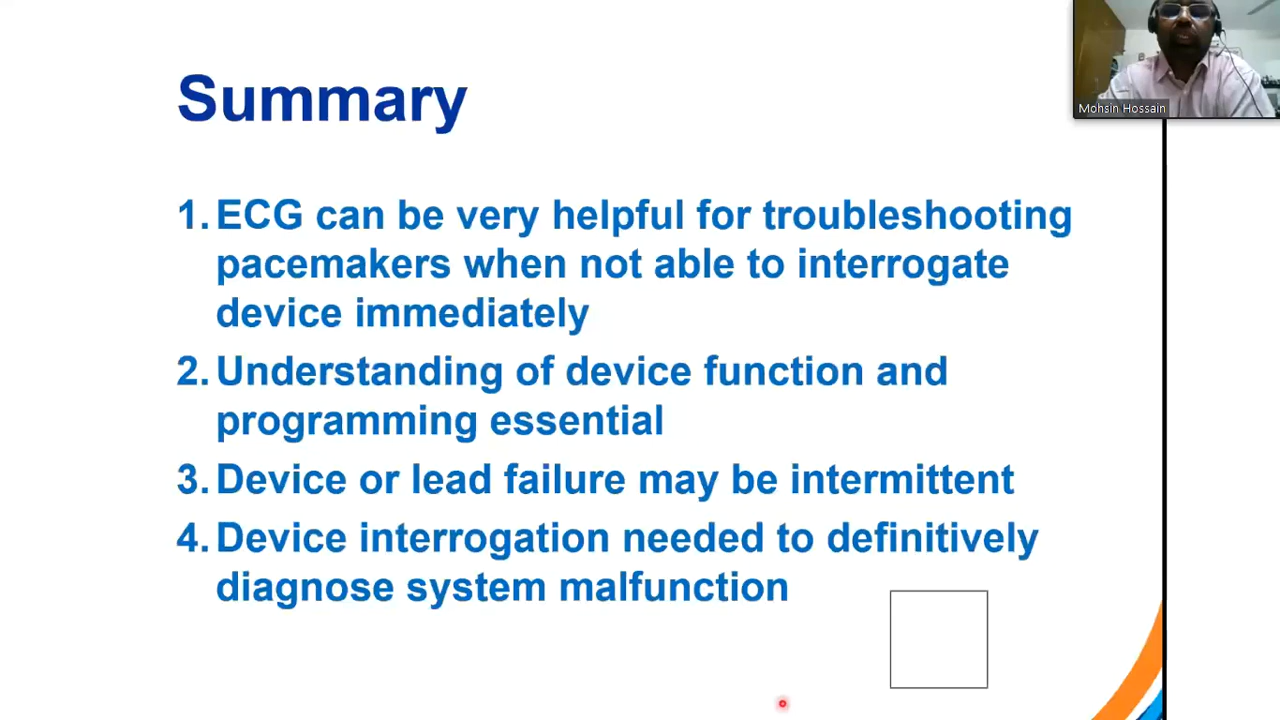 Mohsin Hossain
Summary
1. ECG can be very helpful for troubleshooting
pacemakers when not able to interrogate
device immediately
2. Understanding of device function and
programming essential
3. Device or lead failure may be intermittent
4. Device interrogation needed to definitively
diagnose system malfunction